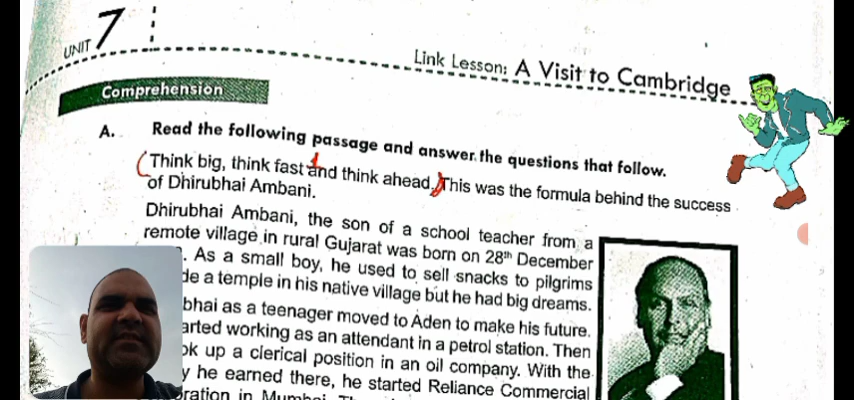 UNIT 7
Link Lesson: A Visit to Cambridge
Comprehension
A. Read the following passage and answer the questions that follow.
Think big, think fast and think ahead. This was the formula behind the success
of Dhirubhai Ambani.
Dhirubhai Ambani, the son of a school teacher from a
remote village in rural Gujarat was born on 28th December
. As a small boy, he used to sell snacks to pilgrims
a temple in his native village but he had big dreams.
as a teenager moved to Aden to make his future.
working as an attendant in a petrol station. Then
up a clerical position in an oil company. With the
he earned there, he started Reliance Commercial
in Mumbai.